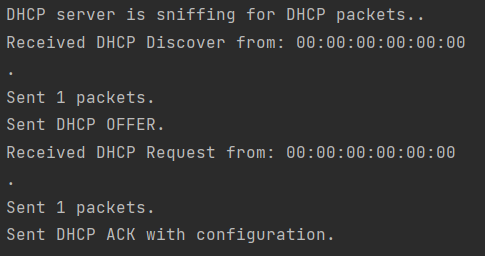 DHCP server is sniffing for DHCP packets..
Received DHCP Discover from: 00:00:00:00:00:00
.
Sent 1 packets.
Sent DHCP OFFER.
Received DHCP Request from: 00:00:00:00:00:00
.
Sent 1 packets.
Sent DHCP ACK with configuration.